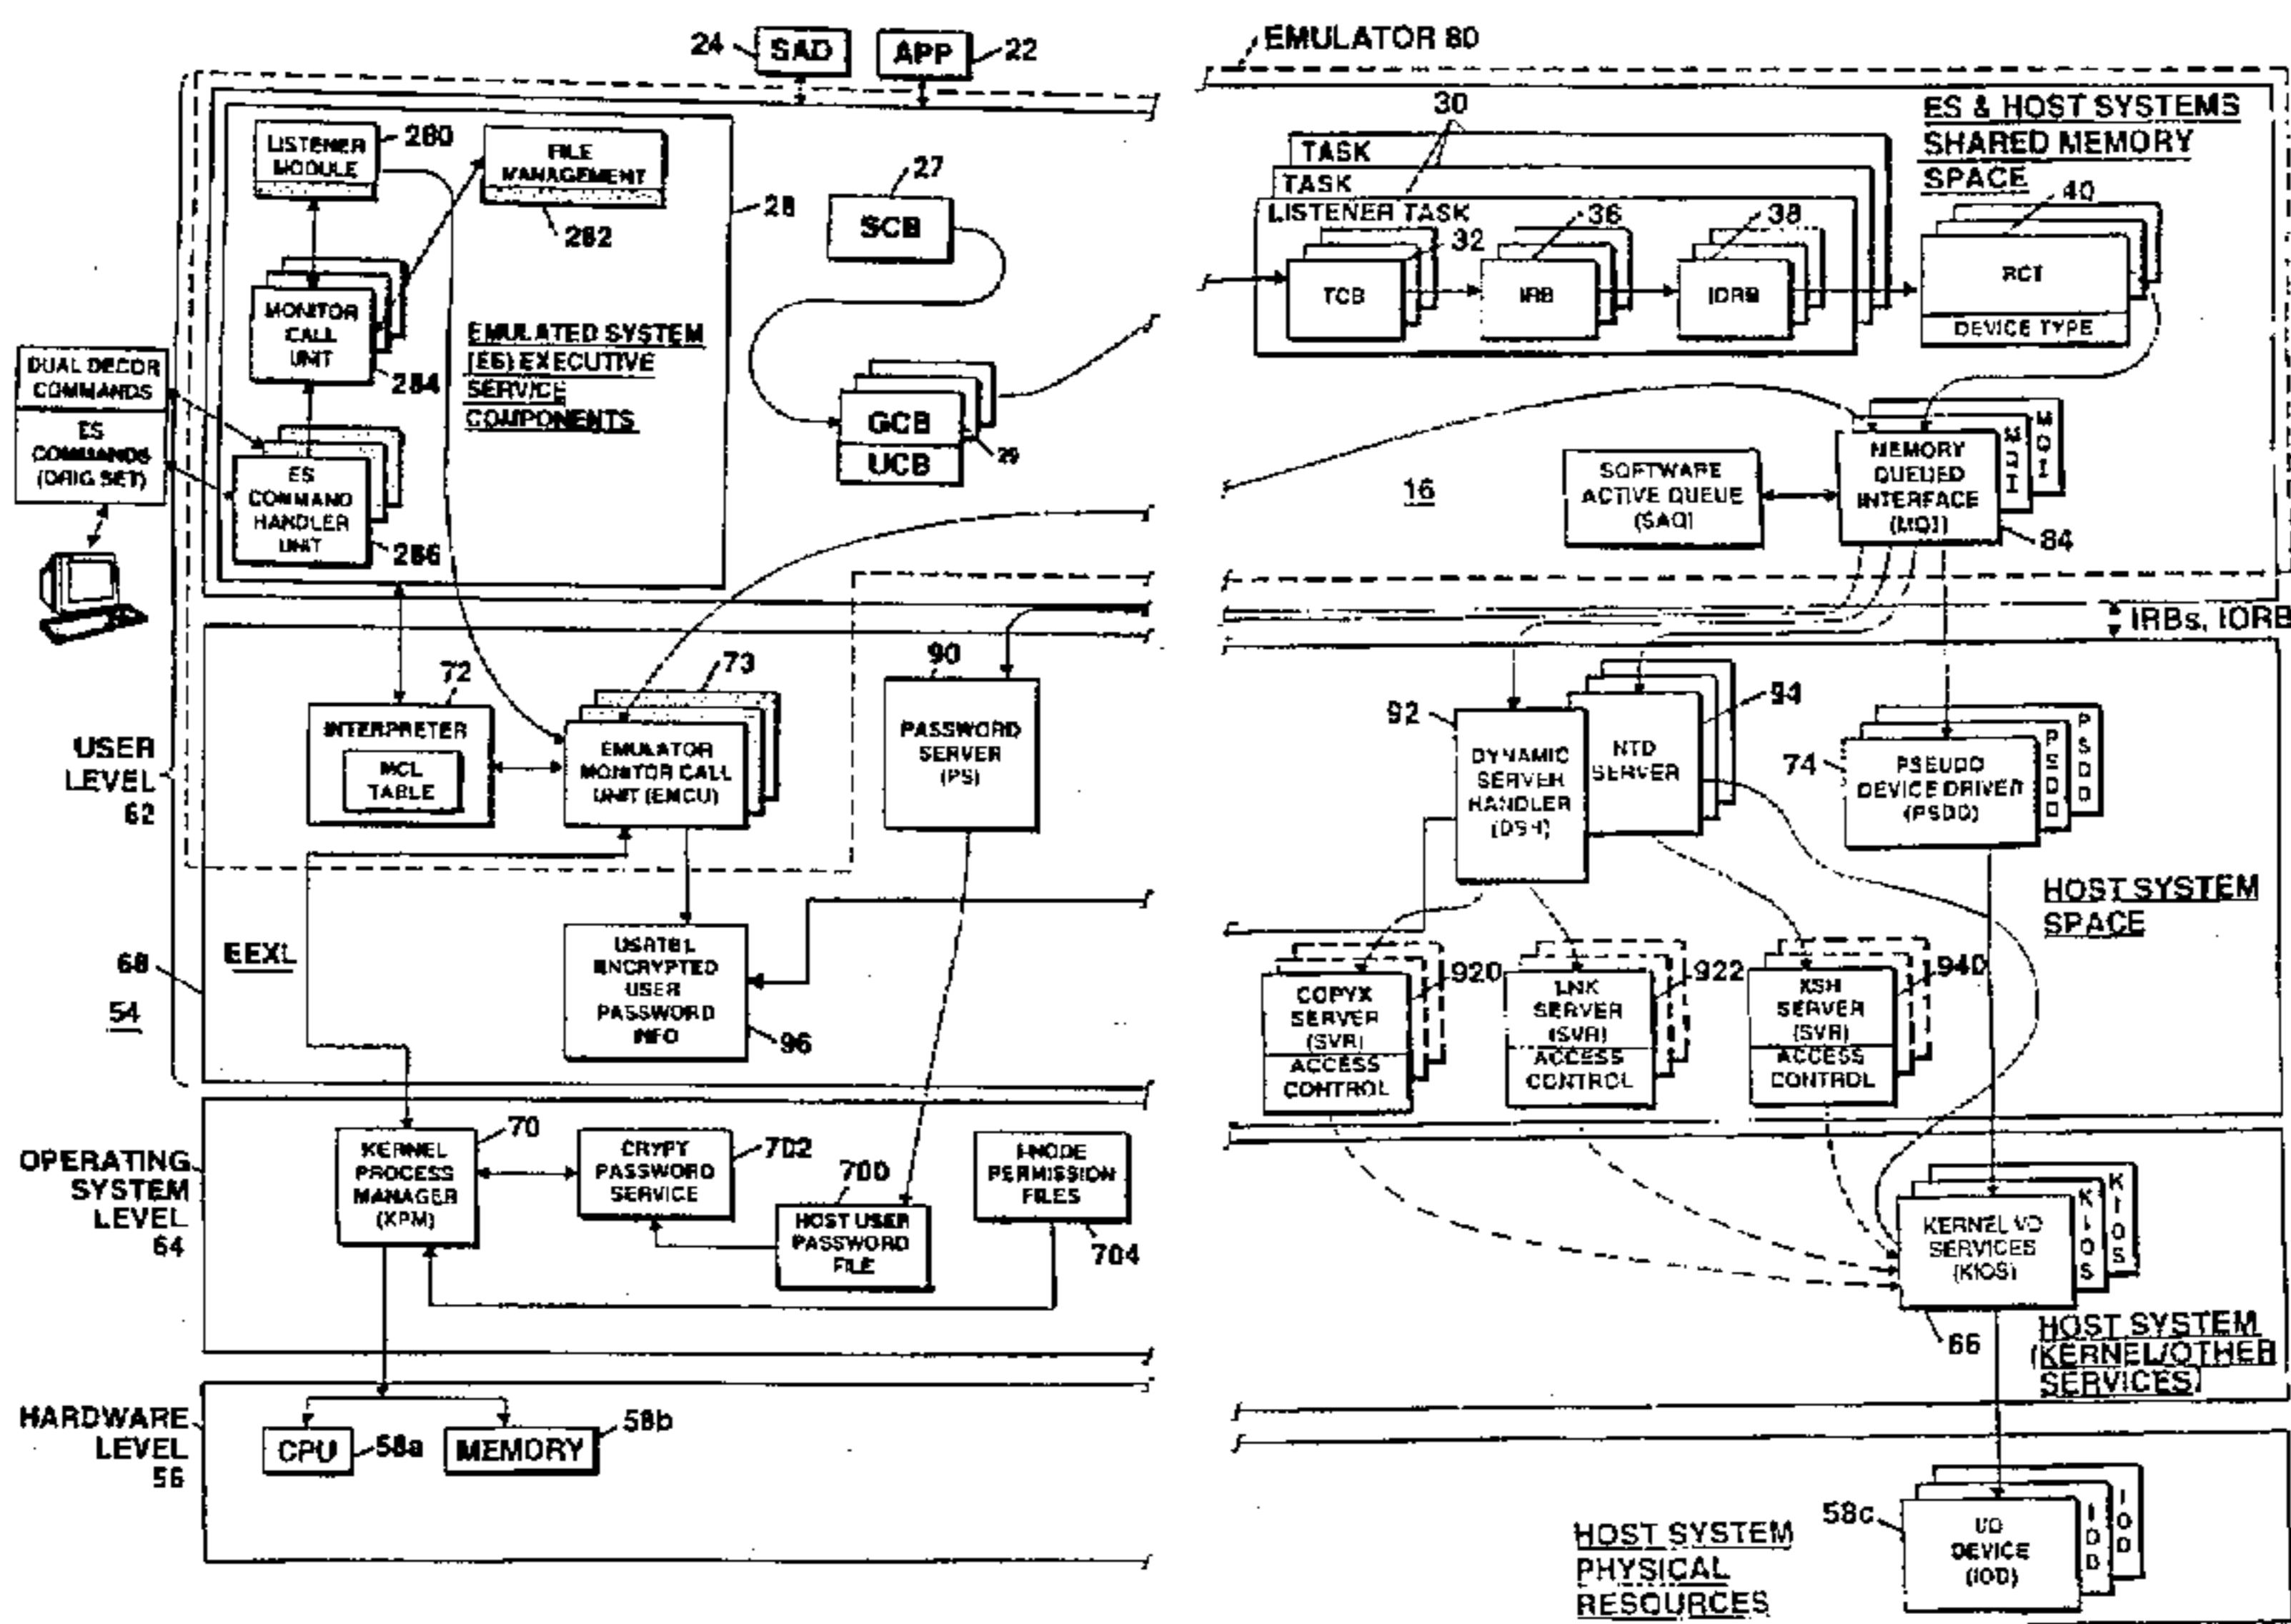 24
SAD
APP
22
EMULATOR 80
280
LISTENER
MODULE
FILE
MANAGEMENT
282
28
27
SCB
MONITOR
CALL
UNIT
284
EMULATED SYSTEM
(ES) EXECUTIVE
SERVICE
COMPONENTS
DUAL DECOR
COMMANDS
ES
COMMANDS
(ORIG SET)
ES
COMMAND
HANDLER
UNIT
286
GCB
UCB
29
30
TASK
TASK
LISTENER TASK
32
36
38
TCB
IRB
IORB
ES & HOST SYSTEMS
SHARED MEMORY
SPACE
40
RCT
DEVICE TYPE
16
SOFTWARE
ACTIVE QUEUE
(SAQ)
MEMORY
QUEUED
INTERFACE
(MQI)
MQI
MQI
84
IRBs, IORB
USER
LEVEL
62
72
INTERPRETER
MCL
TABLE
73
EMULATOR
MONITOR CALL
UNIT (EMCU)
90
PASSWORD
SERVER
(PS)
92
DYNAMIC
SERVER
HANDLER
(DSH)
94
NTD
SERVER
74
PSEUDO
DEVICE DRIVER
(PSDD)
PSDD
PSDD
HOST SYSTEM
SPACE
68
54
EEXL
USRTBL
ENCRYPTED
USER
PASSWORD
INFO
96
920
COPYX
SERVER
(SVR)
ACCESS
CONTROL
922
LNK
SERVER
(SVR)
ACCESS
CONTROL
940
XSH
SERVER
(SVR)
ACCESS
CONTROL
OPERATING
SYSTEM
LEVEL
64
70
KERNEL
PROCESS
MANAGER
(KPM)
702
CRYPT
PASSWORD
SERVICE
700
HOST USER
PASSWORD
FILE
I-NODE
PERMISSION
FILES
704
KERNEL I/O
SERVICES
(KIOS)
KIOS
KIOS
66
HOST SYSTEM
(KERNEL/OTHER
SERVICES)
HARDWARE
LEVEL
56
CPU
58a
MEMORY
58b
58c
I/O
DEVICE
(IOD)
IOD
IOD
HOST SYSTEM
PHYSICAL
RESOURCES